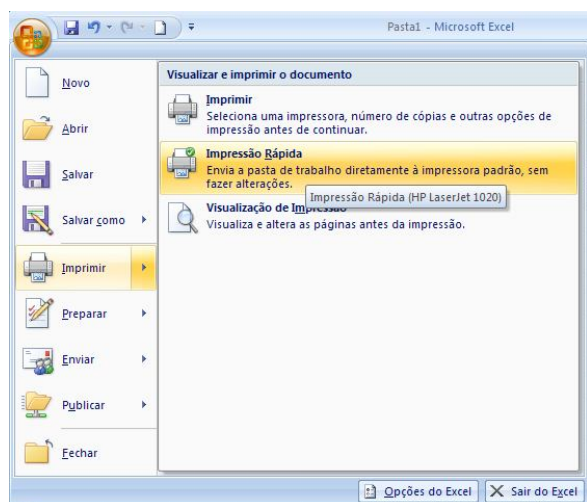 Pasta1 - Microsoft Excel
Novo
Abrir
Salvar
Salvar como
Imprimir
Preparar
Enviar
Publicar
Fechar
Visualizar e imprimir o documento
Imprimir
Seleciona uma impressora, número de cópias e outras opções de
impressão antes de continuar.
Impressão Rápida
Envia a pasta de trabalho diretamente à impressora padrão, sem
fazer alterações.
Impressão Rápida (HP LaserJet 1020)
Visualização de Impressão
Visualiza e altera as páginas antes da impressão.
Opções do Excel
Sair do Excel